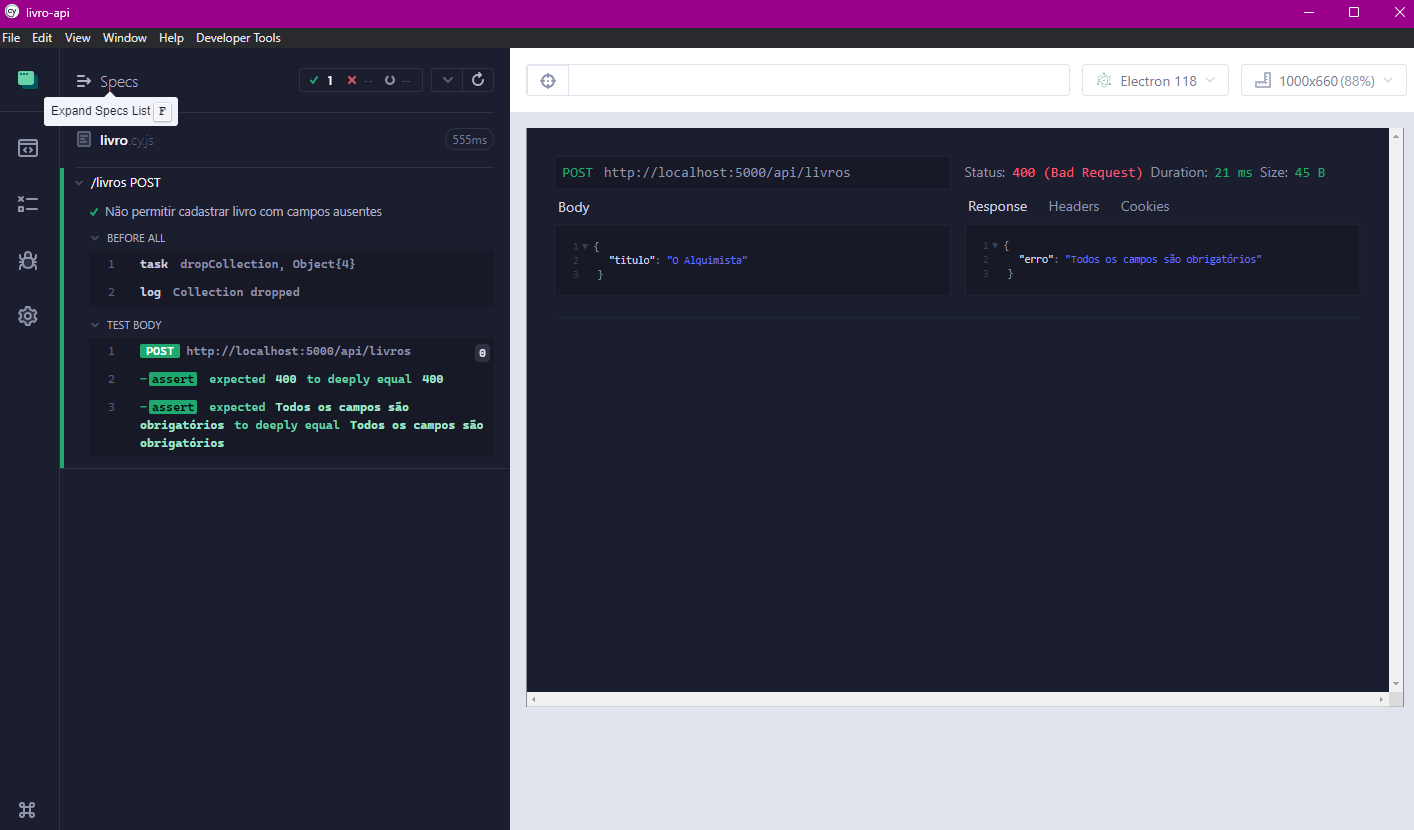 livro-api
File Edit View Window Help Developer Tools
Specs
1 -- --
Expand Specs List F
livro.cy.js 555ms
/livros POST
Não permitir cadastrar livro com campos ausentes
BEFORE ALL
1 task dropCollection, Object{4}
2 log Collection dropped
TEST BODY
1 POST http://localhost:5000/api/livros 0
2 -assert expected 400 to deeply equal 400
3 -assert expected Todos os campos são
obrigatórios to deeply equal Todos os campos são
obrigatórios
Electron 118
1000x660 (88%)
POST http://localhost:5000/api/livros
Status: 400 (Bad Request) Duration: 21 ms Size: 45 B
Body
1 {
2 "titulo": "O Alquimista"
3 }
Response Headers Cookies
1 {
2 "erro": "Todos os campos são obrigatórios"
3 }